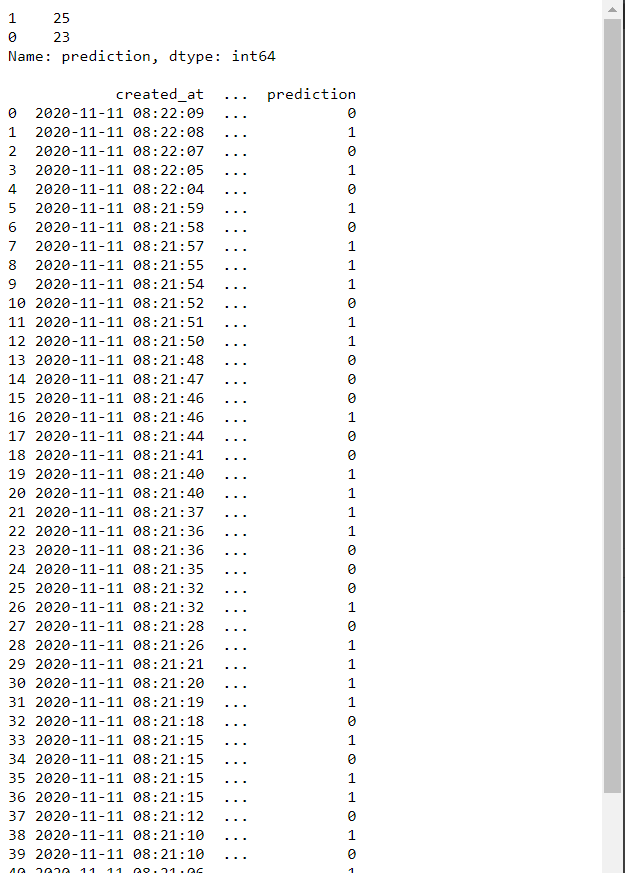 1    25
0    23
Name: prediction, dtype: int64

            created_at  ...  prediction
0  2020-11-11 08:22:09  ...           0
1  2020-11-11 08:22:08  ...           1
2  2020-11-11 08:22:07  ...           0
3  2020-11-11 08:22:05  ...           1
4  2020-11-11 08:22:04  ...           0
5  2020-11-11 08:21:59  ...           1
6  2020-11-11 08:21:58  ...           0
7  2020-11-11 08:21:57  ...           1
8  2020-11-11 08:21:55  ...           1
9  2020-11-11 08:21:54  ...           1
10 2020-11-11 08:21:52  ...           0
11 2020-11-11 08:21:51  ...           1
12 2020-11-11 08:21:50  ...           1
13 2020-11-11 08:21:48  ...           0
14 2020-11-11 08:21:47  ...           0
15 2020-11-11 08:21:46  ...           0
16 2020-11-11 08:21:46  ...           1
17 2020-11-11 08:21:44  ...           0
18 2020-11-11 08:21:41  ...           0
19 2020-11-11 08:21:40  ...           1
20 2020-11-11 08:21:40  ...           1
21 2020-11-11 08:21:37  ...           1
22 2020-11-11 08:21:36  ...           1
23 2020-11-11 08:21:36  ...           0
24 2020-11-11 08:21:35  ...           0
25 2020-11-11 08:21:32  ...           0
26 2020-11-11 08:21:32  ...           1
27 2020-11-11 08:21:28  ...           0
28 2020-11-11 08:21:26  ...           1
29 2020-11-11 08:21:21  ...           1
30 2020-11-11 08:21:20  ...           1
31 2020-11-11 08:21:19  ...           1
32 2020-11-11 08:21:18  ...           0
33 2020-11-11 08:21:15  ...           1
34 2020-11-11 08:21:15  ...           0
35 2020-11-11 08:21:15  ...           1
36 2020-11-11 08:21:15  ...           1
37 2020-11-11 08:21:12  ...           0
38 2020-11-11 08:21:10  ...           1
39 2020-11-11 08:21:10  ...           0
40 2020-11-11 08:21:06  ...           1